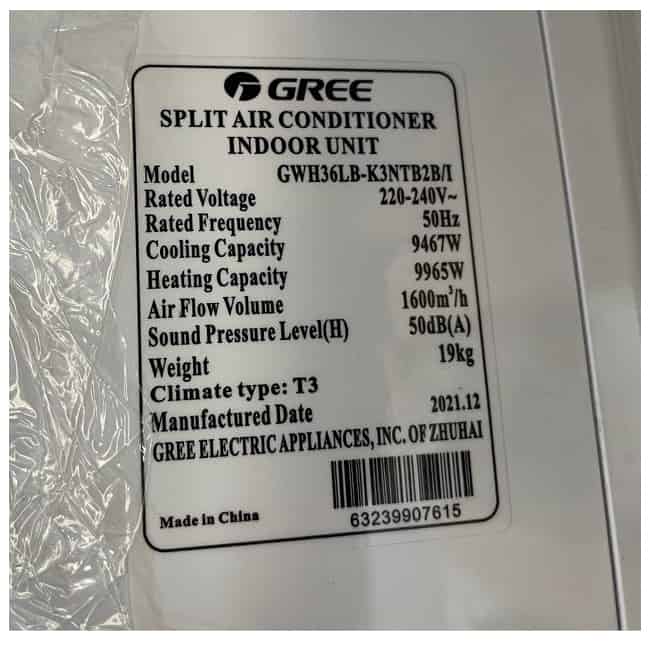 GREE
SPLIT AIR CONDITIONER
INDOOR UNIT
Model GWH36LB-K3NTB2B/I
Rated Voltage 220-240V~
Rated Frequency 50Hz
Cooling Capacity 9467W
Heating Capacity 9965W
Air Flow Volume 1600m³/h
Sound Pressure Level(H) 50dB(A)
Weight 19kg
Climate type: T3
Manufactured Date 2021.12
GREE ELECTRIC APPLIANCES, INC. OF ZHUHAI
Made in China 63239907615